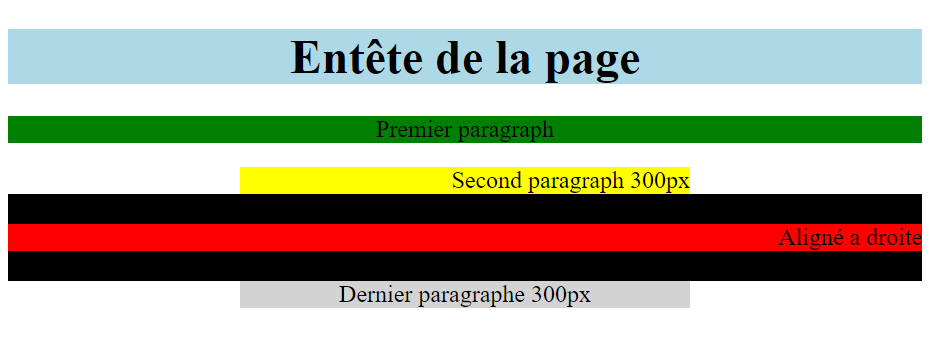 Entête de la page
Premier paragraph
Second paragraph 300px
Aligné a droite
Dernier paragraphe 300px